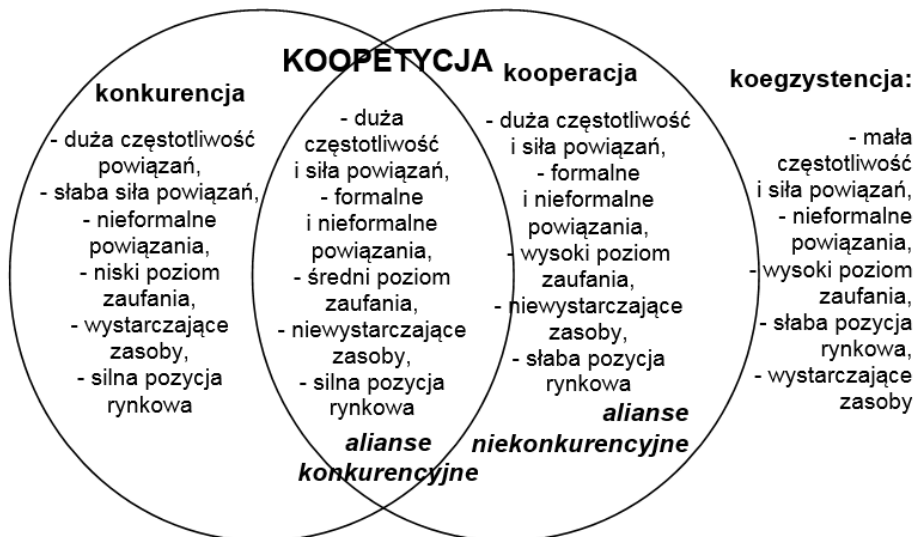 KOOPETYCJA
konkurencja
- duża częstotliwość
powiązań,
- słaba siła powiązań,
- nieformalne
powiązania,
- niski poziom
zaufania,
- wystarczające
zasoby,
- silna pozycja
rynkowa
- duża
częstotliwość
i siła powiązań,
- formalne
i nieformalne
powiązania,
- średni poziom
zaufania,
- niewystarczające
zasoby,
- silna pozycja
rynkowa
alianse
konkurencyjne
kooperacja
- duża częstotliwość
i siła powiązań,
- formalne
i nieformalne
powiązania,
- wysoki poziom
zaufania,
- niewystarczające
zasoby,
- słaba pozycja
rynkowa
alianse
niekonkurencyjne
koegzystencja:
- mała
częstotliwość
i siła powiązań,
- nieformalne
powiązania,
- wysoki poziom
zaufania,
- słaba pozycja
rynkowa,
- wystarczające
zasoby